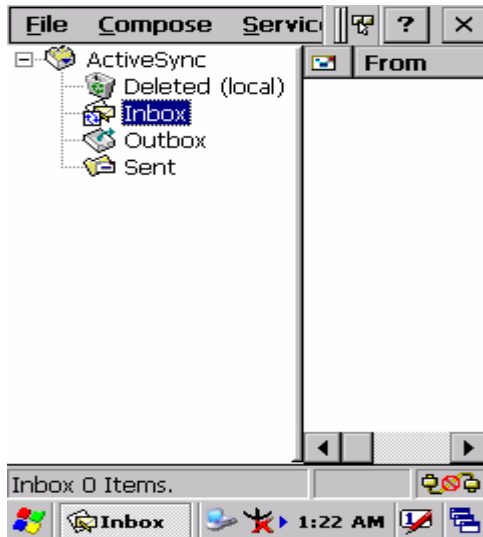 File Compose Servic ?
ActiveSync From
Deleted (local)
Inbox
Outbox
Sent
Inbox 0 Items.
Inbox 1:22 AM